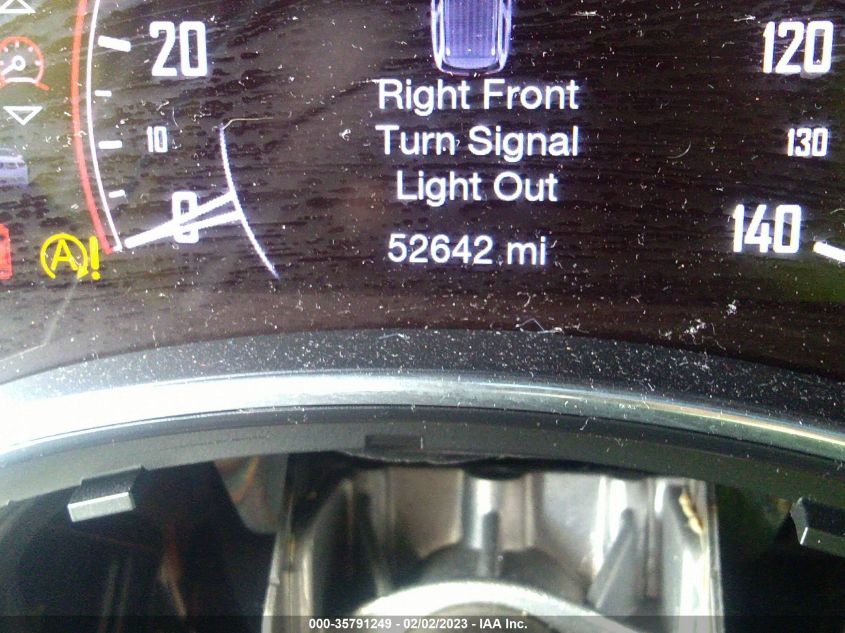 20
120
Right Front
Turn Signal
10
130
Light Out
0
140
52642 mi
A!
000-35791249 - 02/02/2023 - IAA Inc.